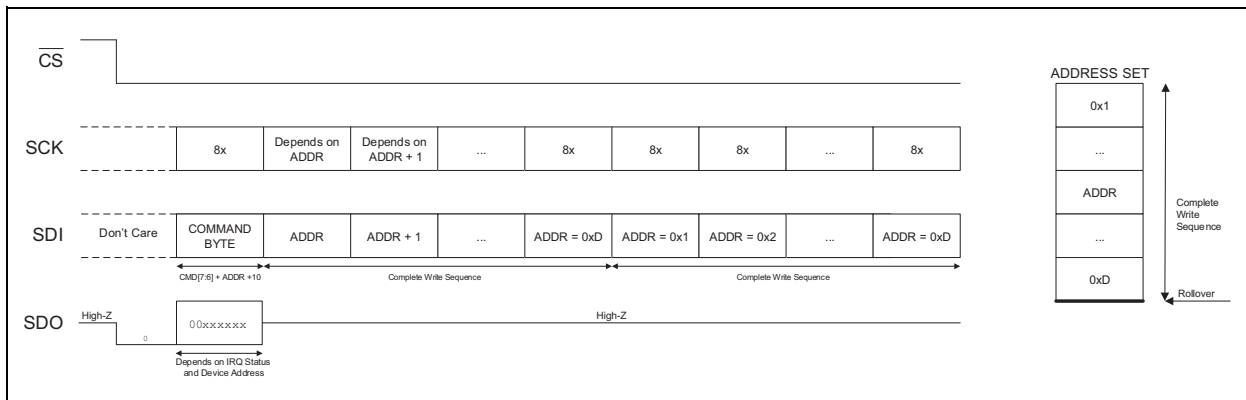 CS
SCK
8x
Depends on
ADDR
Depends on
ADDR + 1
...
8x
8x
8x
...
8x
SDI
Don't Care
COMMAND
BYTE
ADDR
ADDR + 1
...
ADDR = 0xD
ADDR = 0x1
ADDR = 0x2
...
ADDR = 0xD
CMD[7:6] + ADDR +10
Complete Write Sequence
Complete Write Sequence
SDO
High-Z
0
00xxxxxx
High-Z
Depends on IRQ Status
and Device Address
ADDRESS SET
0x1
...
ADDR
...
0xD
Complete
Write
Sequence
Rollover